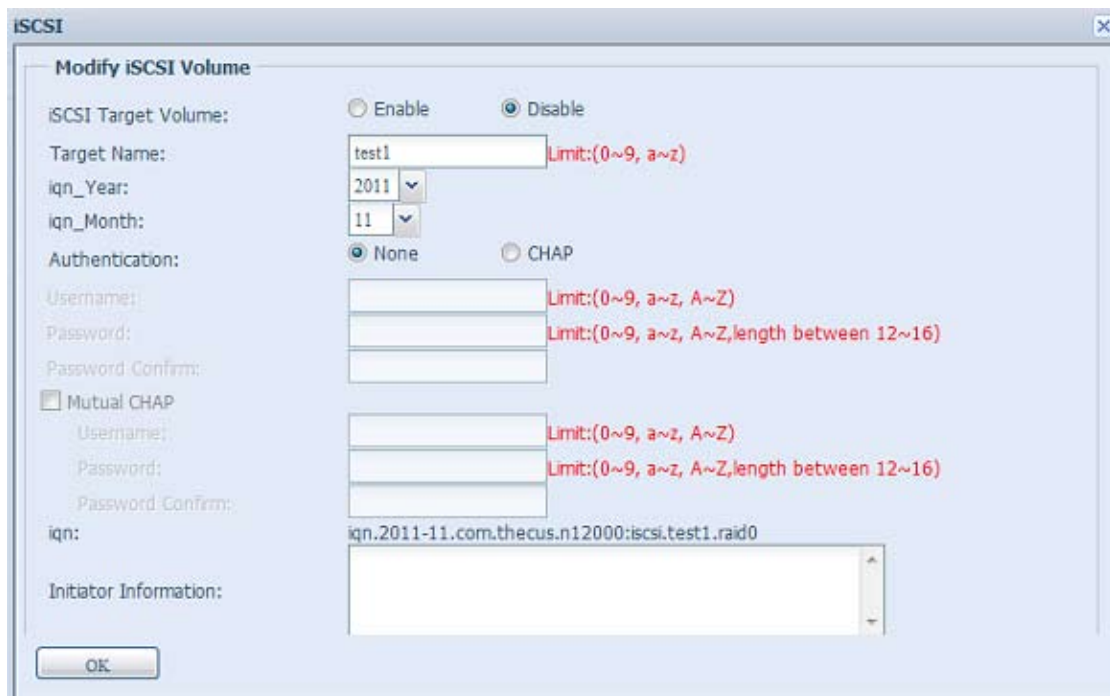 iSCSI
Modify iSCSI Volume
iSCSI Target Volume: Enable Disable
Target Name: test1 Limit:(0~9, a~z)
iqn_Year: 2011
iqn_Month: 11
Authentication: None CHAP
Username: Limit:(0~9, a~z, A~Z)
Password: Limit:(0~9, a~z, A~Z,length between 12~16)
Password Confirm:
Mutual CHAP
Username: Limit:(0~9, a~z, A~Z)
Password: Limit:(0~9, a~z, A~Z,length between 12~16)
Password Confirm:
iqn: iqn.2011-11.com.thecus.n12000:iscsi.test1.raid0
Initiator Information:
OK